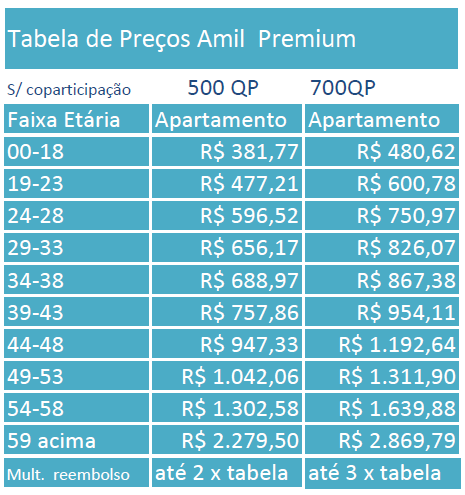 Tabela de Preços Amil  Premium
S/ coparticipação 500 QP 700QP
Faixa Etária Apartamento Apartamento
00-18 R$ 381,77 R$ 480,62
19-23 R$ 477,21 R$ 600,78
24-28 R$ 596,52 R$ 750,97
29-33 R$ 656,17 R$ 826,07
34-38 R$ 688,97 R$ 867,38
39-43 R$ 757,86 R$ 954,11
44-48 R$ 947,33 R$ 1.192,64
49-53 R$ 1.042,06 R$ 1.311,90
54-58 R$ 1.302,58 R$ 1.639,88
59 acima R$ 2.279,50 R$ 2.869,79
Mult.  reembolso até 2 x tabela até 3 x tabela